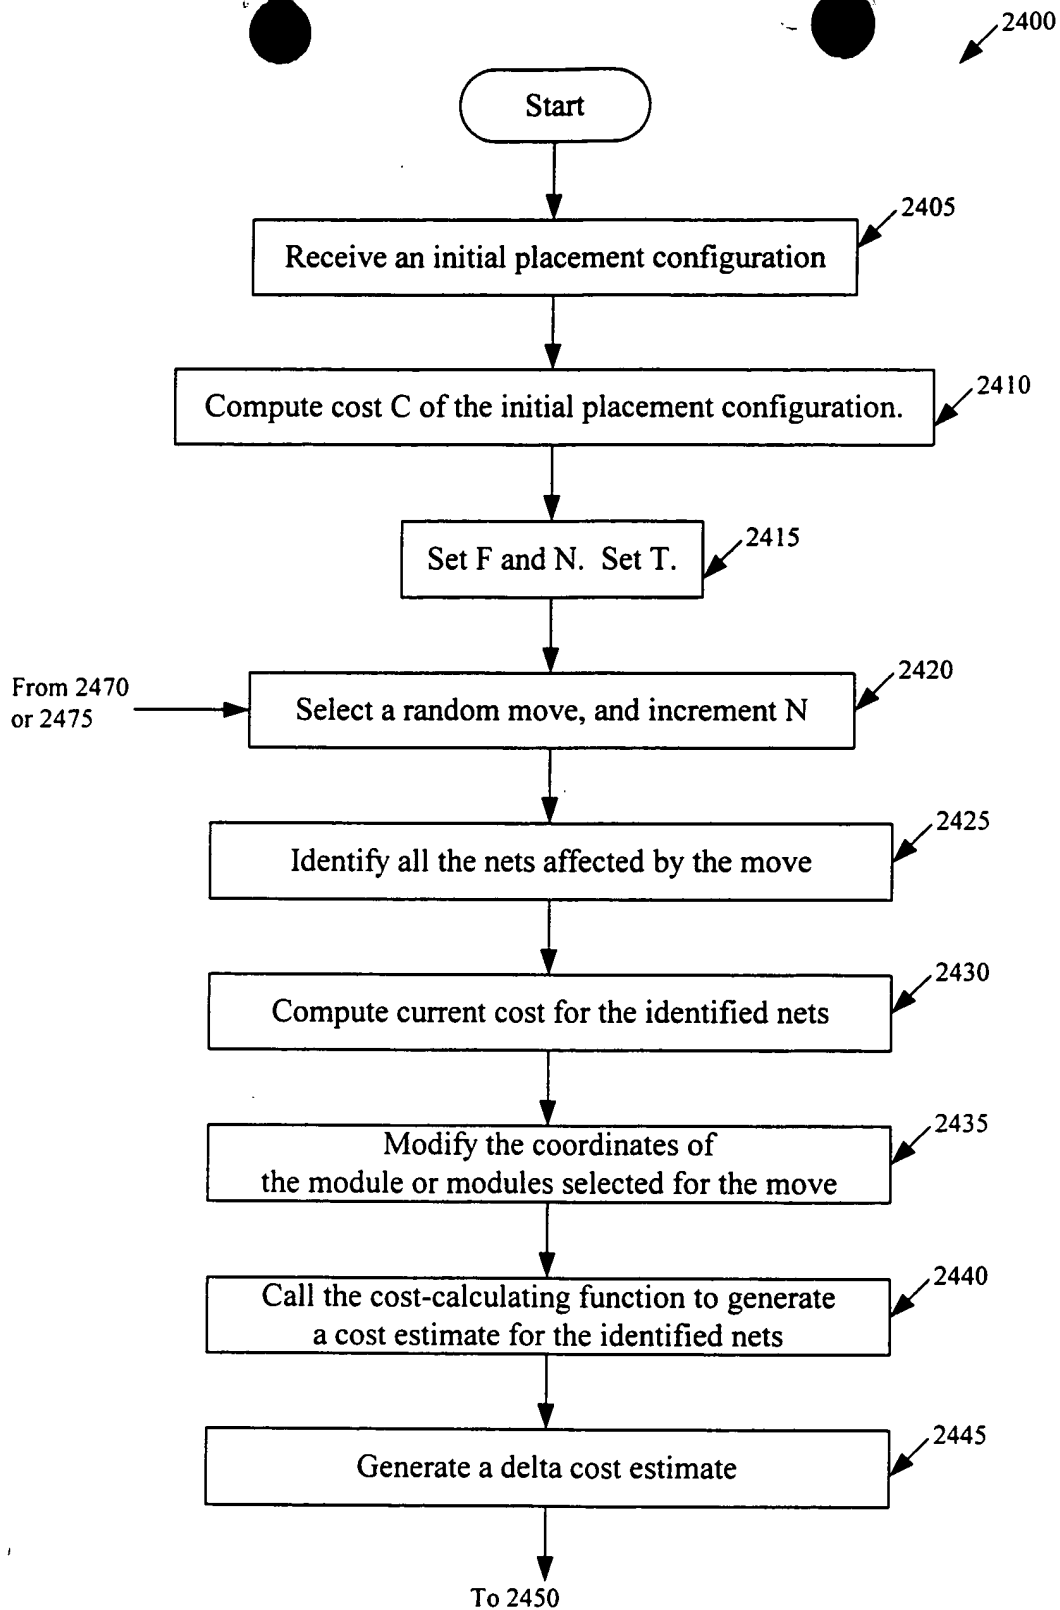 2400
Start
2405
Receive an initial placement configuration
2410
Compute cost C of the initial placement configuration.
2415
Set F and N.  Set T.
2420
From 2470
or 2475
Select a random move, and increment N
2425
Identify all the nets affected by the move
2430
Compute current cost for the identified nets
2435
Modify the coordinates of
the module or modules selected for the move
2440
Call the cost-calculating function to generate
a cost estimate for the identified nets
2445
Generate a delta cost estimate
To 2450